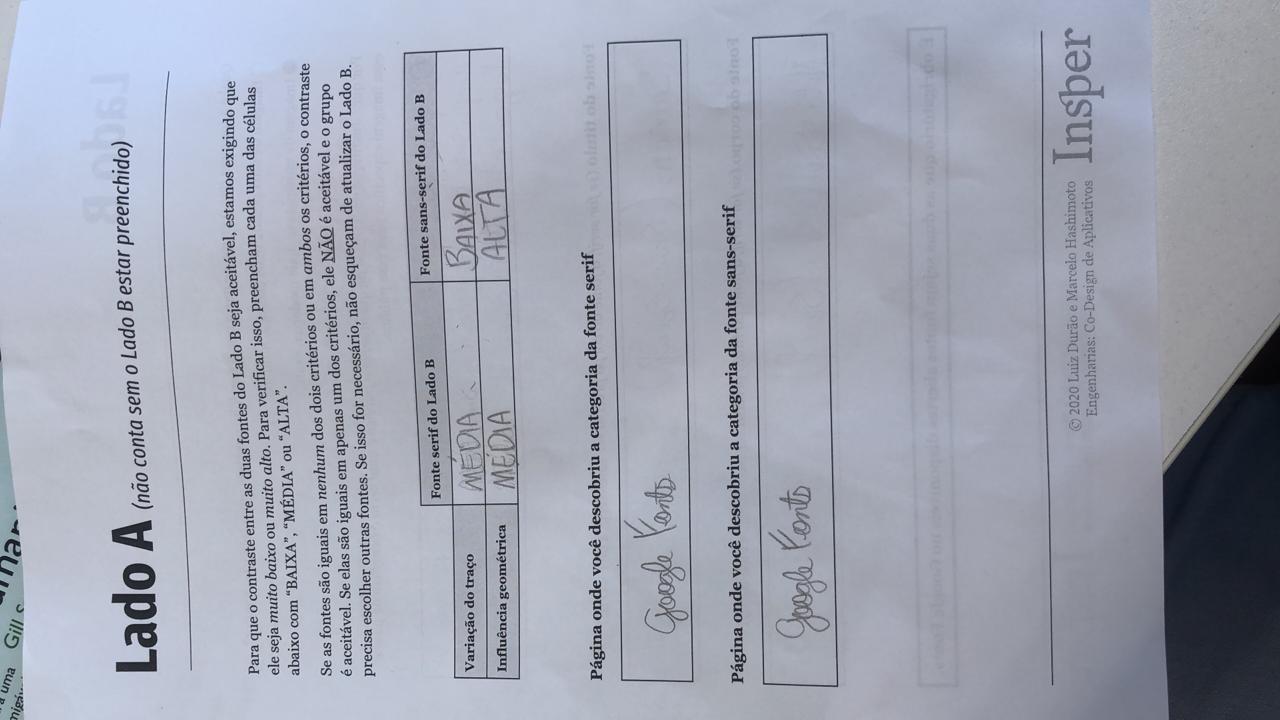 a uma
Gill S
Lado A (não conta sem o Lado B estar preenchido)
Para que o contraste entre as duas fontes do Lado B seja aceitável, estamos exigindo que
ele seja muito baixo ou muito alto. Para verificar isso, preencham cada uma das células
abaixo com “BAIXA”, “MÉDIA” ou “ALTA”.
Se as fontes são iguais em nenhum dos dois critérios ou em ambos os critérios, o contraste
é aceitável. Se elas são iguais em apenas um dos critérios, ele NÃO é aceitável e o grupo
precisa escolher outras fontes. Se isso for necessário, não esqueçam de atualizar o Lado B.
Fonte serif do Lado B Fonte sans-serif do Lado B
Variação do traço MÉDIA BAIXA
Influência geométrica MÉDIA ALTA
Página onde você descobriu a categoria da fonte serif
Google Fonts
Página onde você descobriu a categoria da fonte sans-serif
Google Fonts
© 2020 Luiz Durão e Marcelo Hashimoto
Engenharias: Co-Design de Aplicativos
Insper